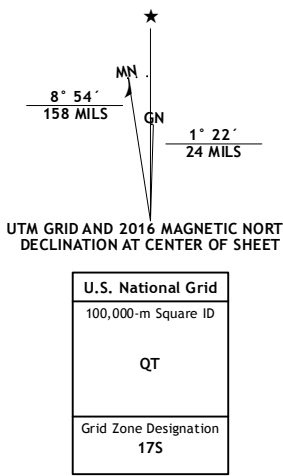 ★
MN
GN
8° 54´
158 MILS
1° 22´
24 MILS
UTM GRID AND 2016 MAGNETIC NORT
DECLINATION AT CENTER OF SHEET
U.S. National Grid
100,000-m Square ID
QT
Grid Zone Designation
17S